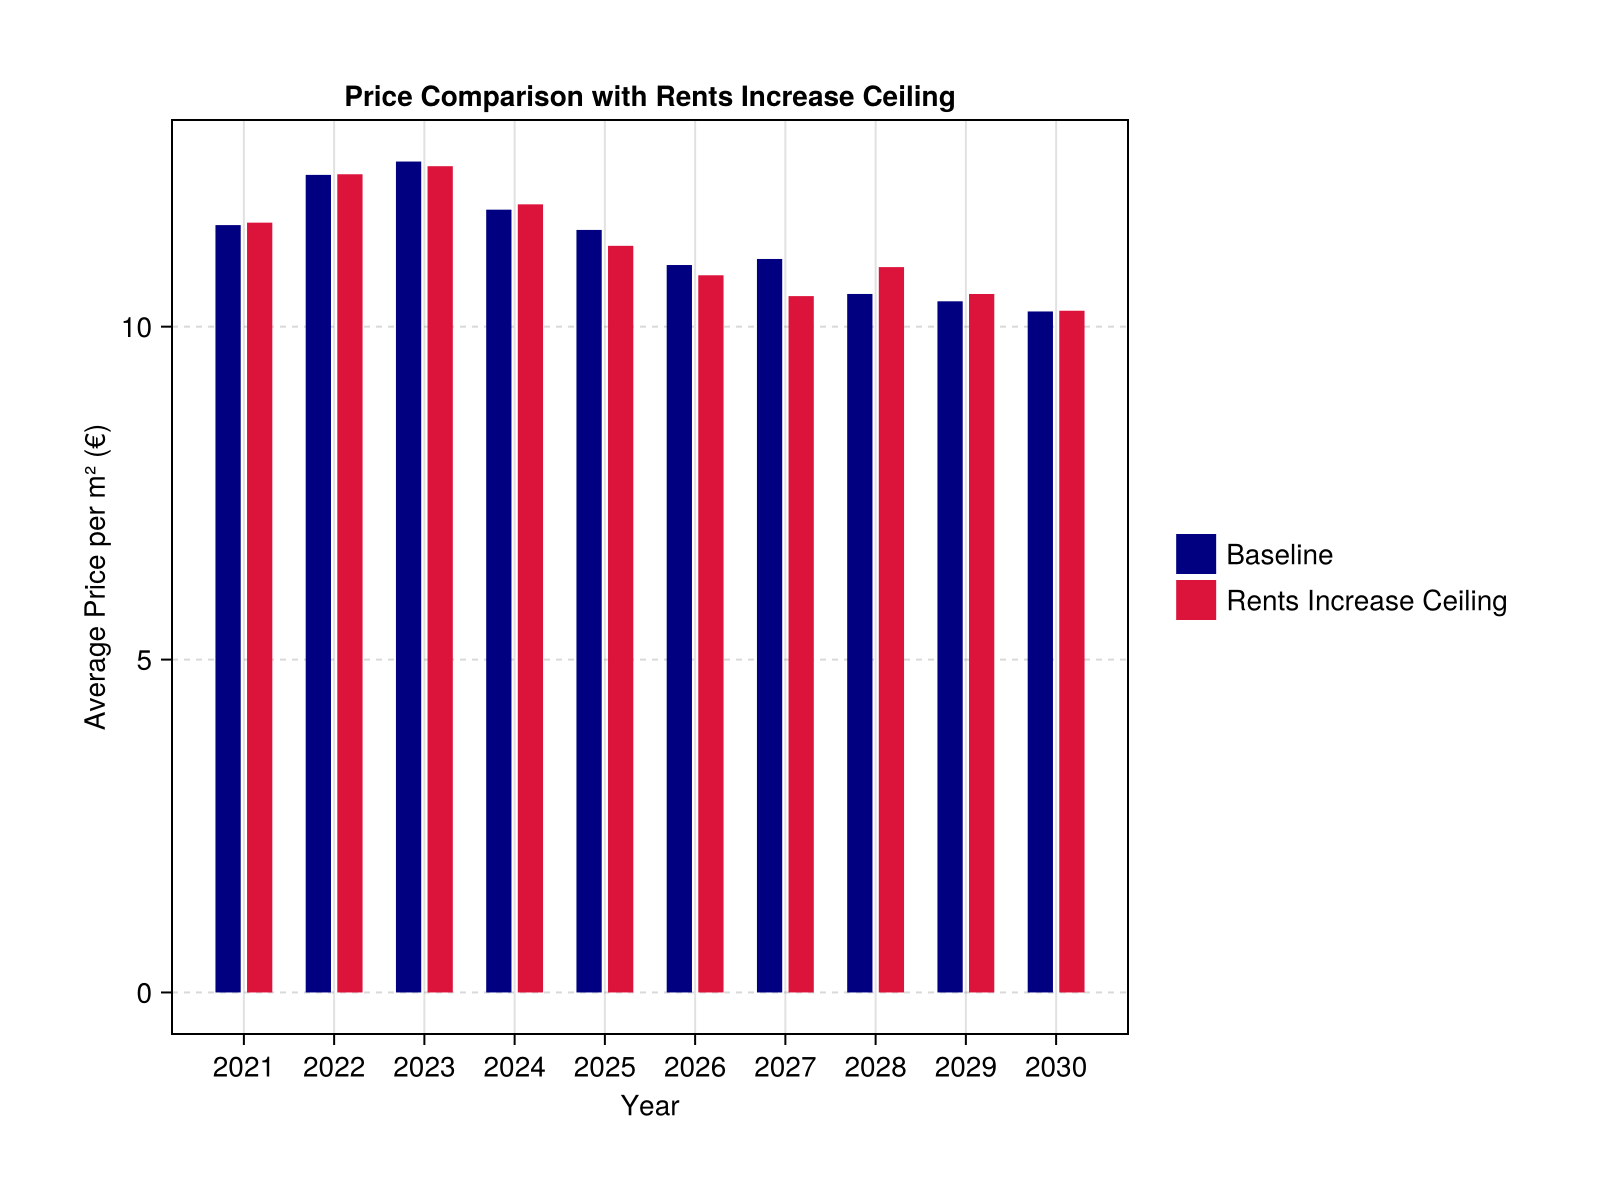 Price Comparison with Rents Increase Ceiling
Average Price per m² (€)
10
5
0
2021 2022 2023 2024 2025 2026 2027 2028 2029 2030
Year
Baseline
Rents Increase Ceiling